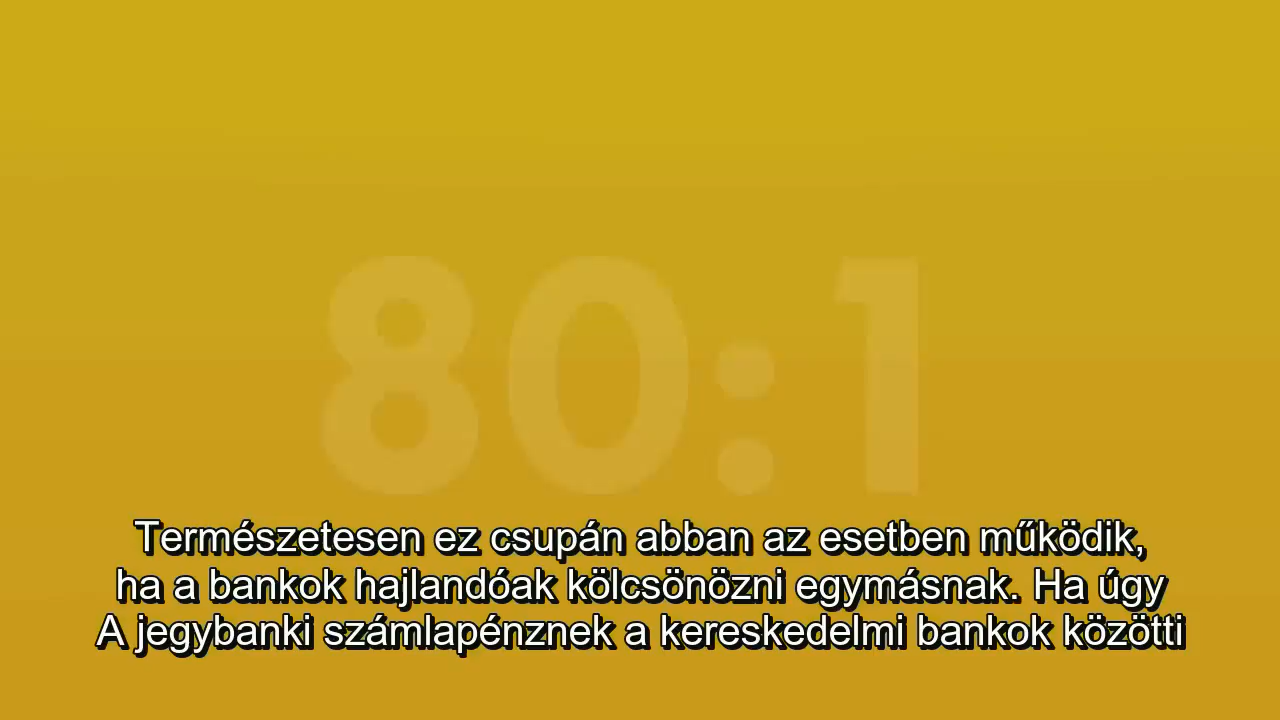 80:1
Természetesen ez csupán abban az esetben működik,
ha a bankok hajlandóak kölcsönözni egymásnak. Ha úgy
A jegybanki számlapénznek a kereskedelmi bankok közötti